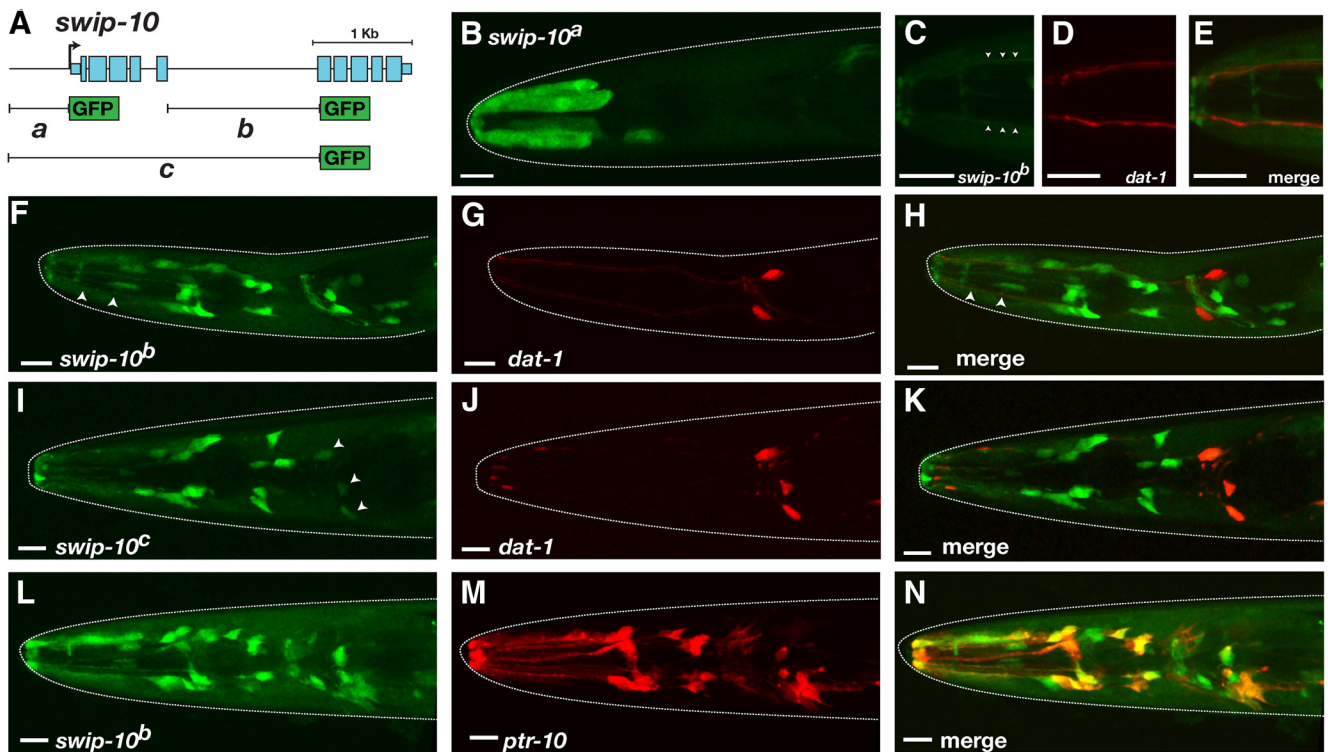 A
swip-10
1 Kb
GFP
GFP
a
b
GFP
c
B swip-10a
C
swip-10b
D
dat-1
E
merge
F
swip-10b
G
dat-1
H
merge
I
swip-10c
J
dat-1
K
merge
L
swip-10b
M
ptr-10
N
merge